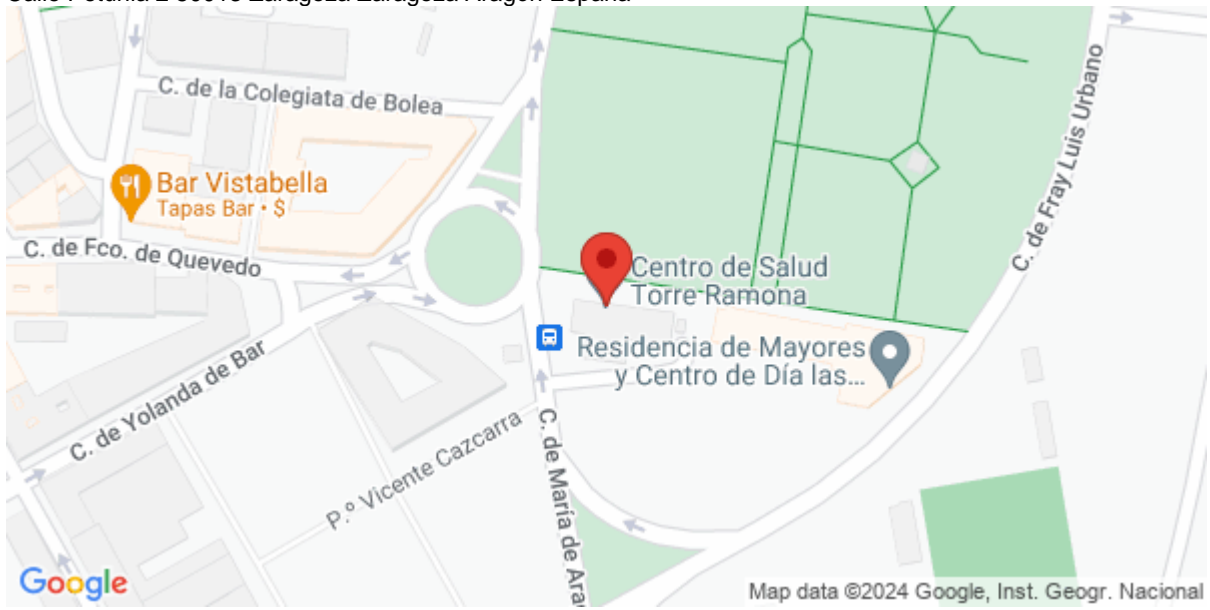 C. de la Colegiata de Bolea
Bar Vistabella
Tapas Bar • $
C. de Fco. de Quevedo
C. de Fray Luis Urbano
Centro de Salud
Torre Ramona
Residencia de Mayores
y Centro de Día las...
C. de Yolanda de Bar
P.º Vicente Cazcarra
C. de María de Arag
Google
Map data ©2024 Google, Inst. Geogr. Nacional